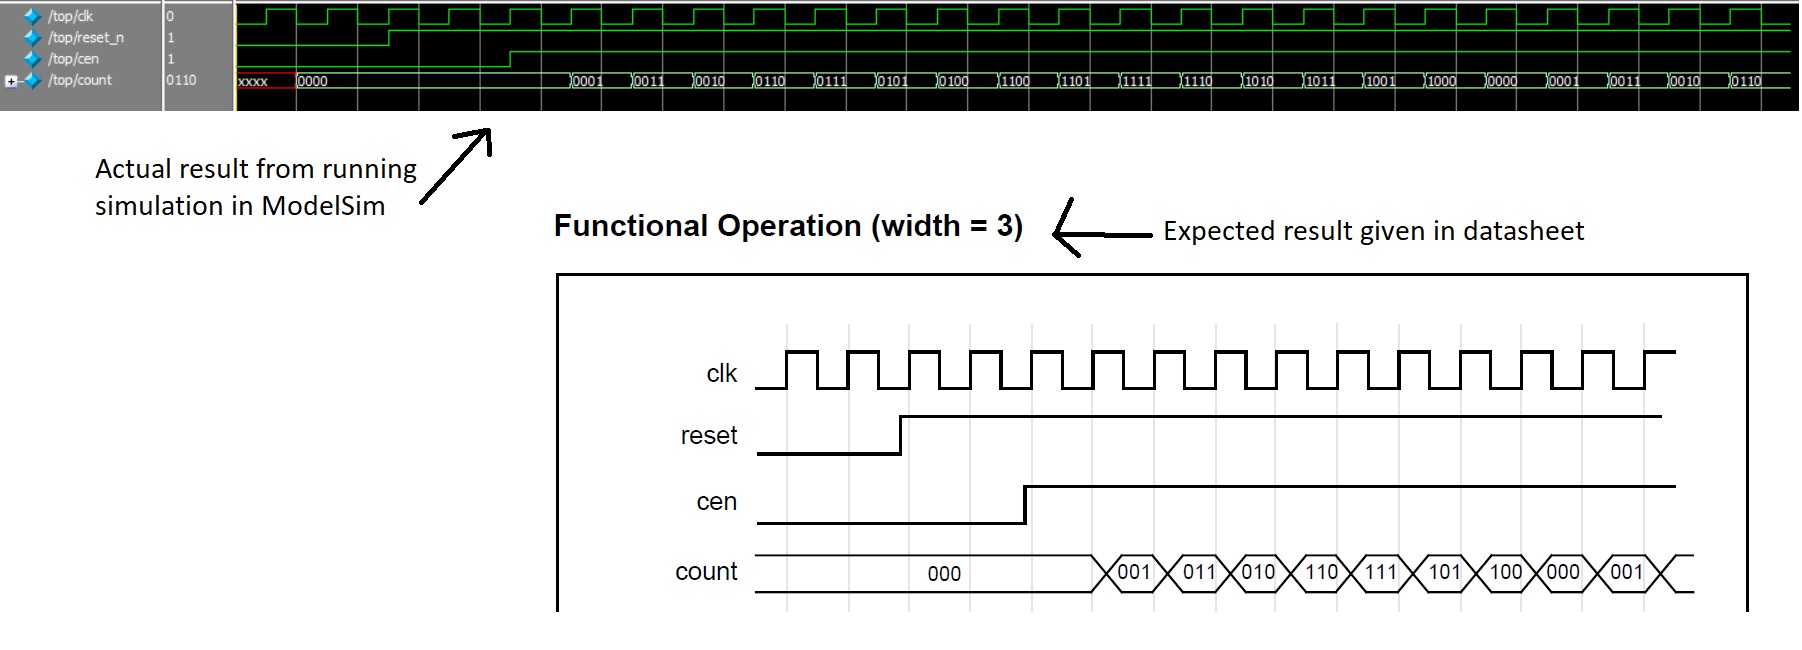 /top/clk 0
/top/reset_n 1
/top/cen 1
/top/count 0110 xxxx 0000 0001 0011 0010 0110 0111 0101 0100 1100 1101 1111 1110 1010 1011 1001 1000 0000 0001 0011 0010 0110
Actual result from running
simulation in ModelSim
Functional Operation (width = 3)
Expected result given in datasheet
clk
reset
cen
count 000 001 011 010 110 111 101 100 000 001